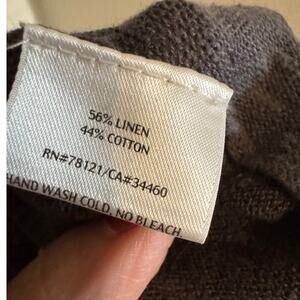 56% LINEN
44% COTTON
RN#78121/CA#34460
HAND WASH COLD, NO BLEACH,